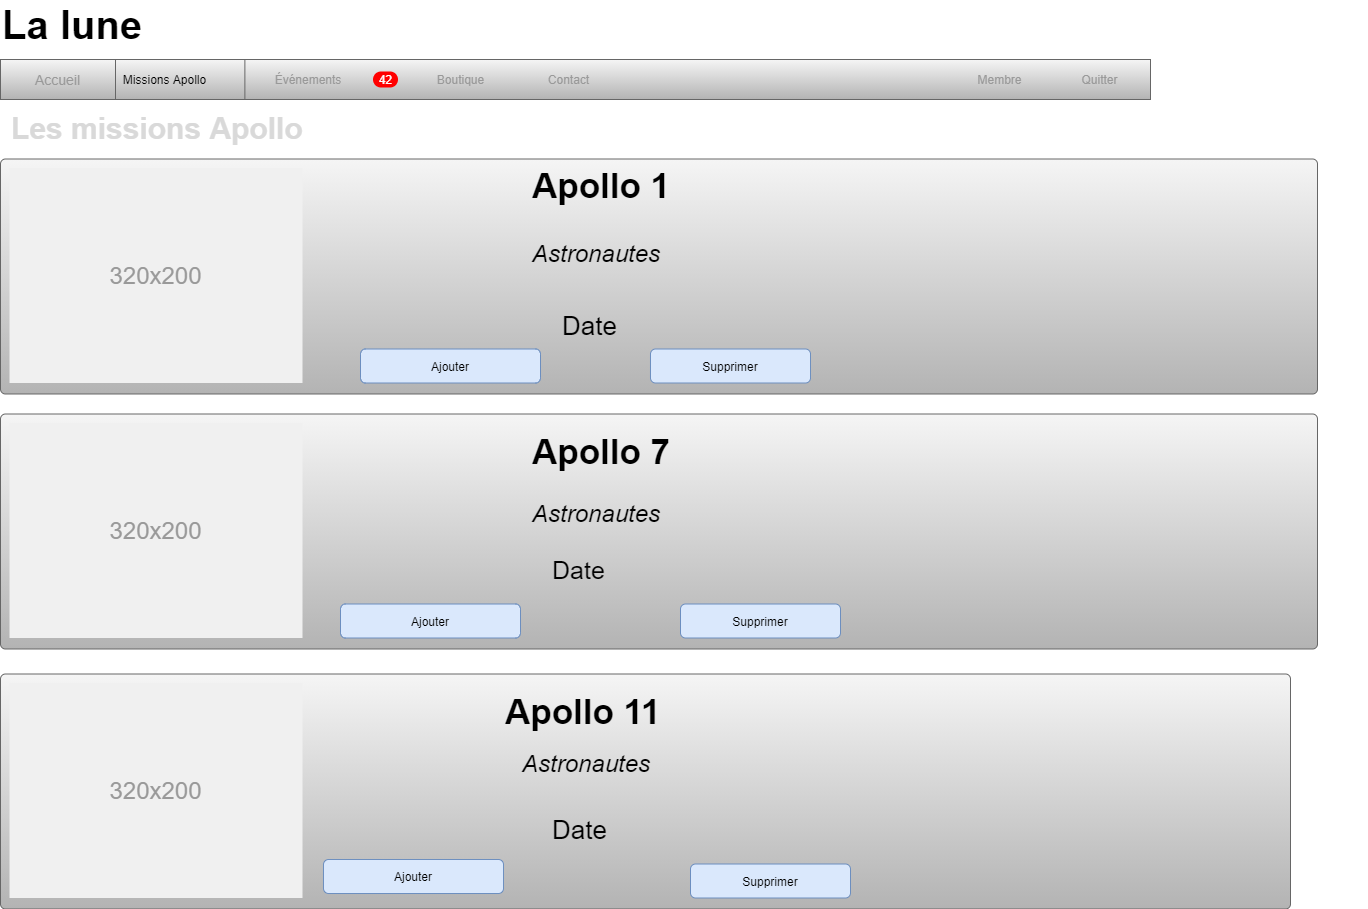 La lune
Accueil Missions Apollo Événements 42 Boutique Contact Membre Quitter
Les missions Apollo
Apollo 1
Astronautes
320x200
Date
Ajouter Supprimer
Apollo 7
Astronautes
320x200
Date
Ajouter Supprimer
Apollo 11
Astronautes
320x200
Date
Ajouter Supprimer